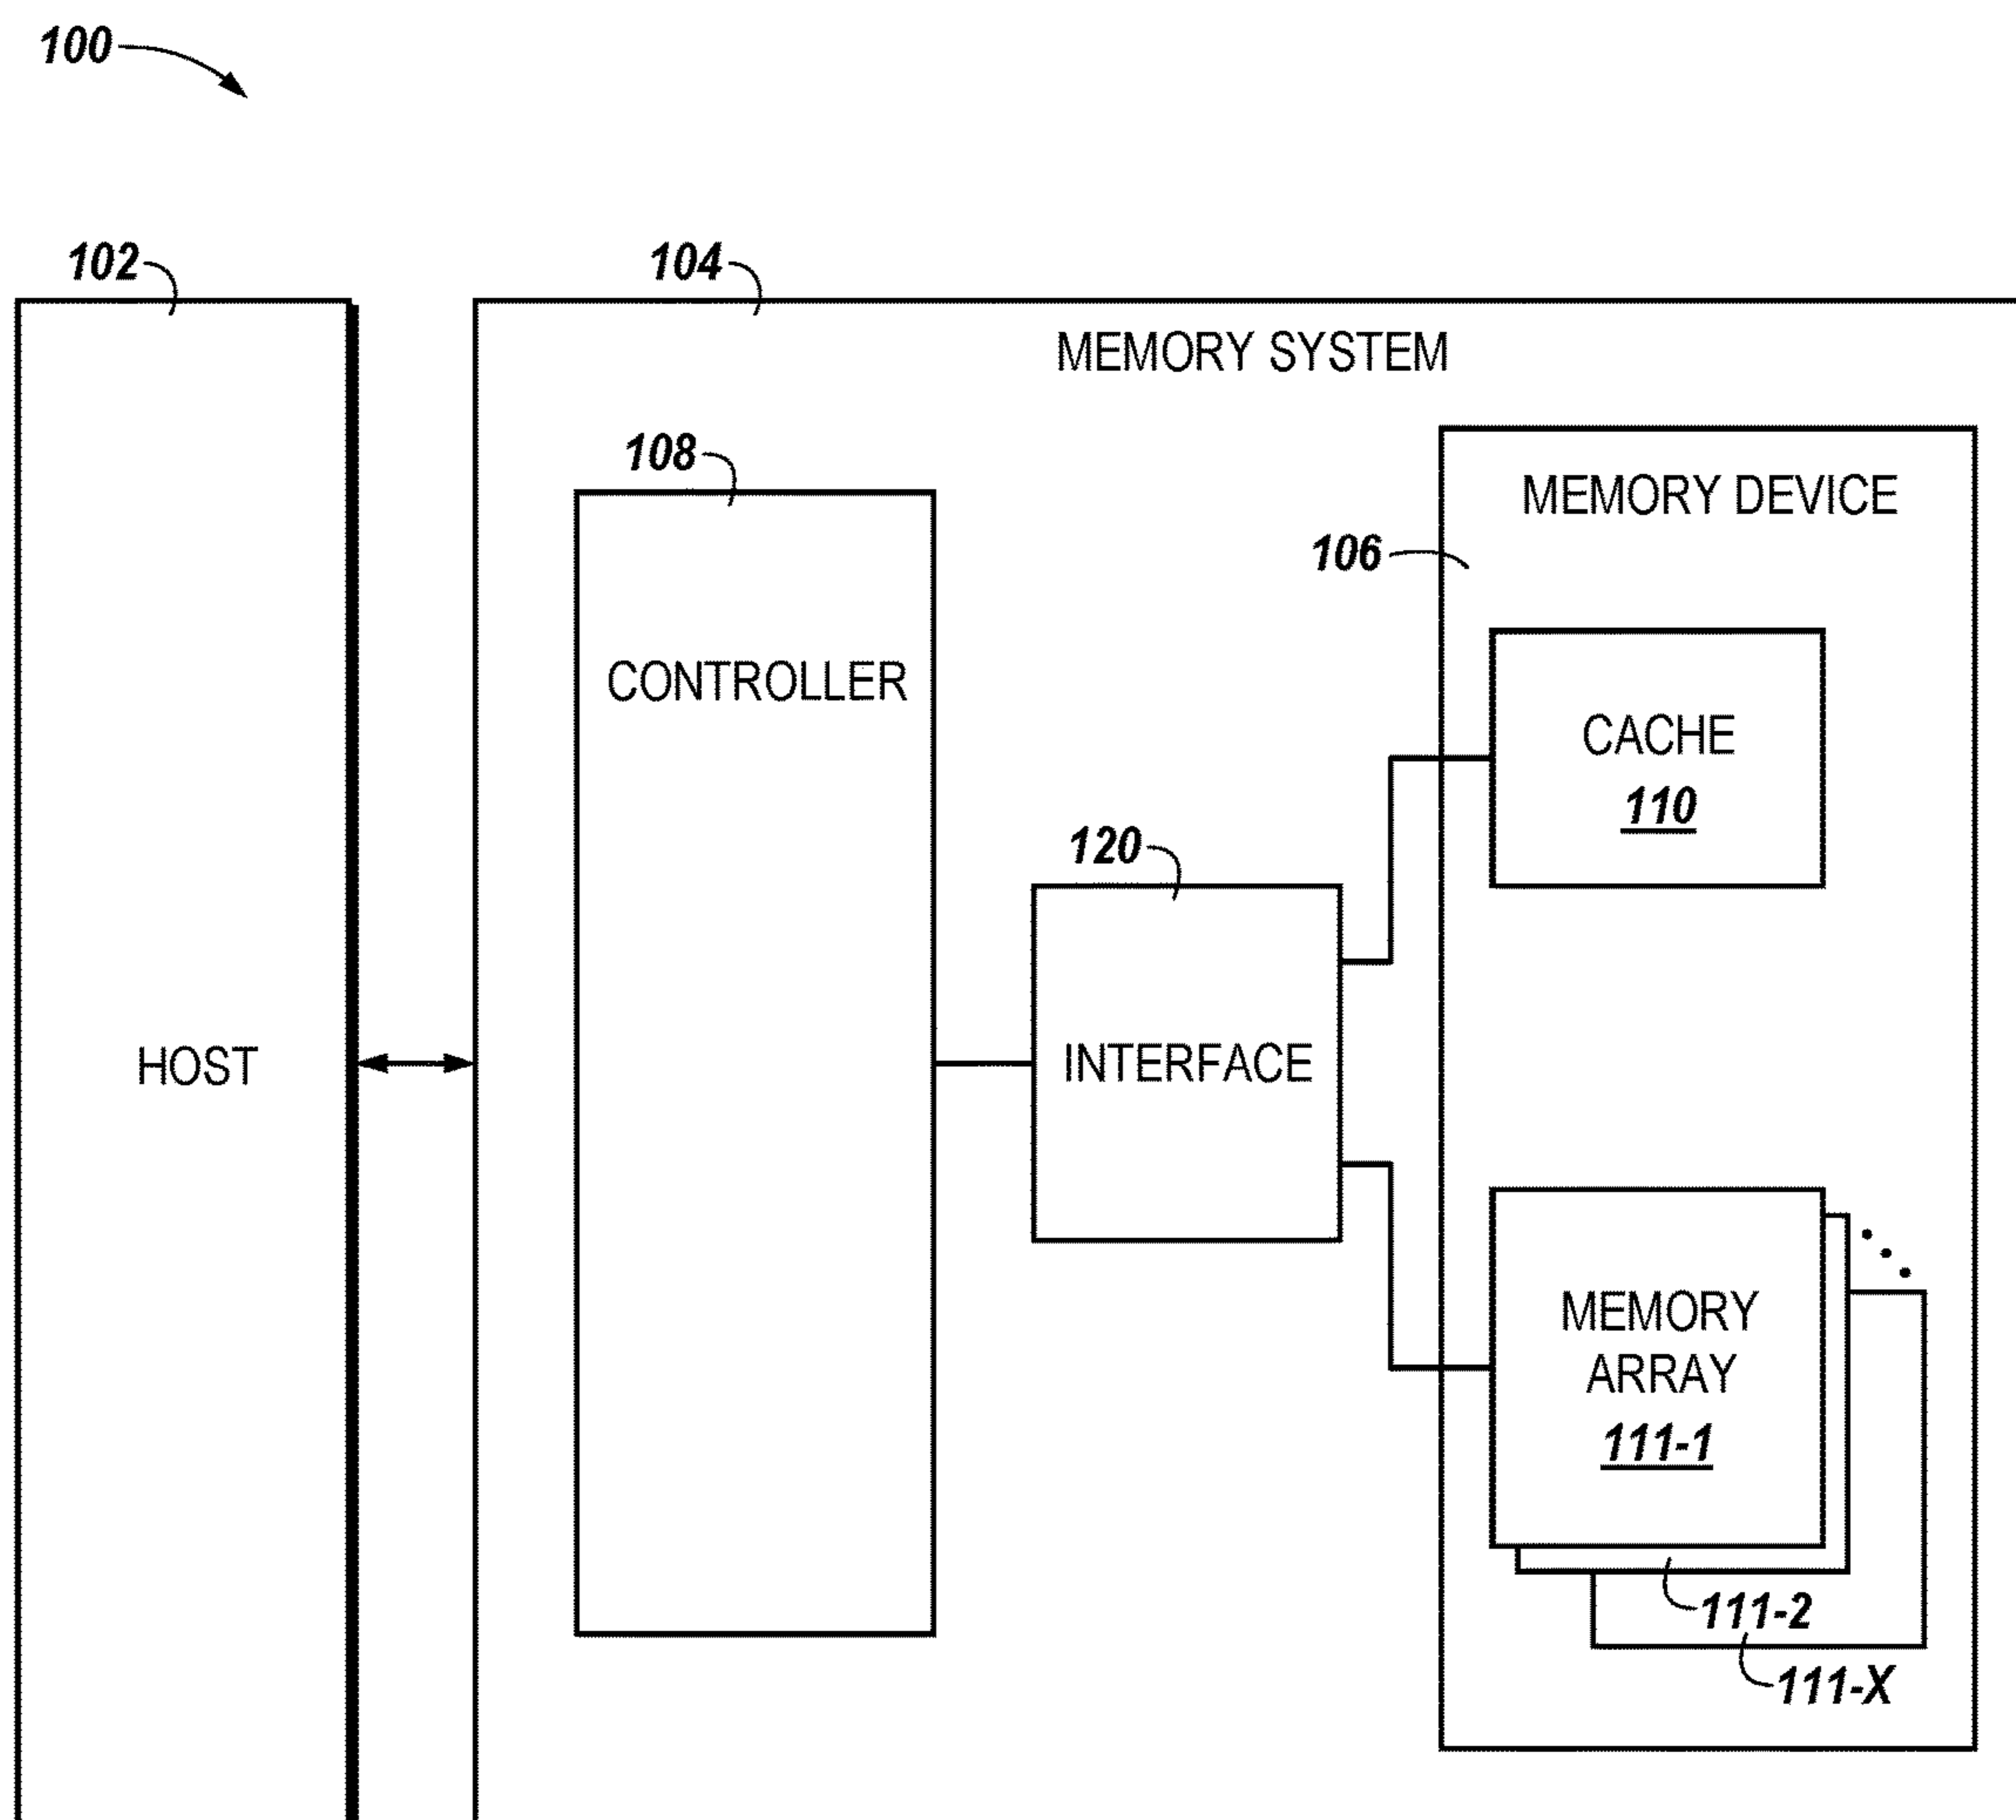 100
102
104
MEMORY SYSTEM
108
MEMORY DEVICE
106
CONTROLLER
CACHE
110
120
HOST
INTERFACE
MEMORY
ARRAY
111-1
111-2
111-X